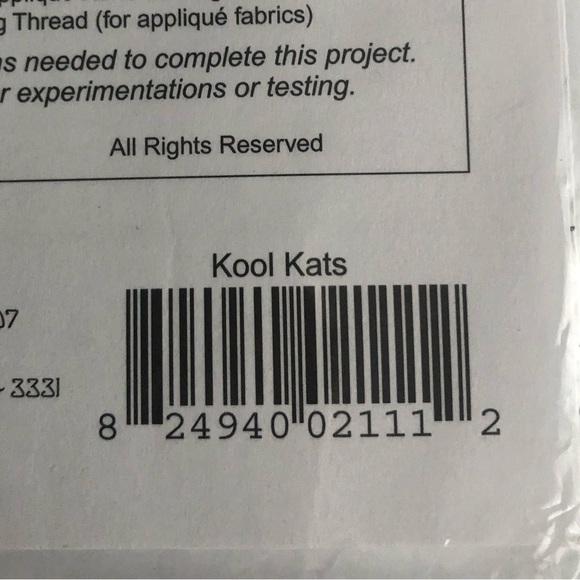 Thread (for appliqué fabrics)
needed to complete this project.
experimentations or testing.
All Rights Reserved
Kool Kats
07
3331
8 24940 02111 2